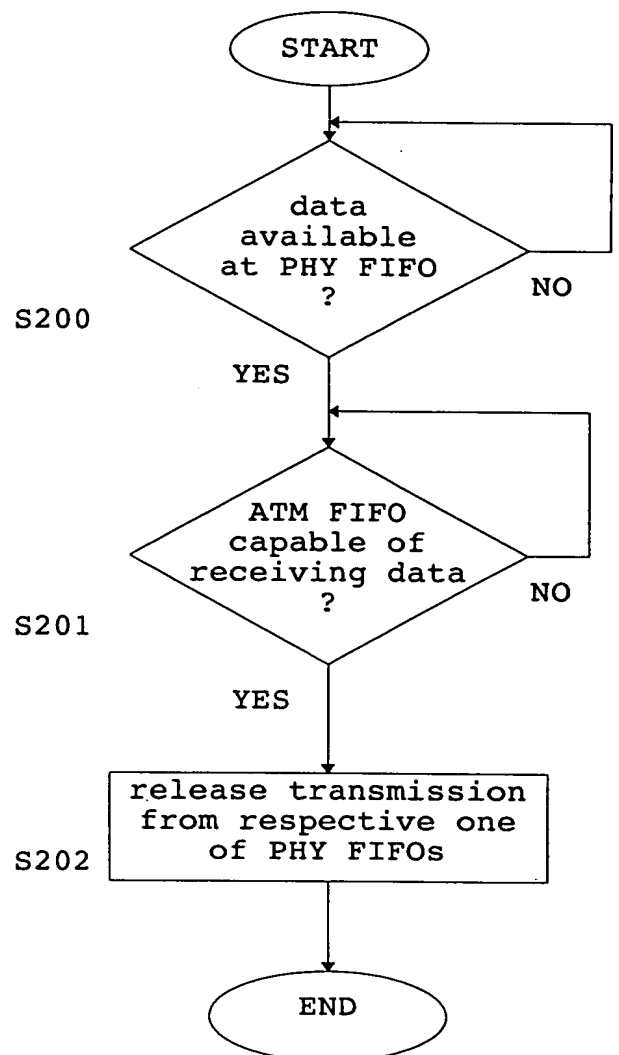 START
data
available
at PHY FIFO
?
NO
S200
YES
ATM FIFO
capable of
receiving data
?
NO
S201
YES
release transmission
from respective one
of PHY FIFOs
S202
END